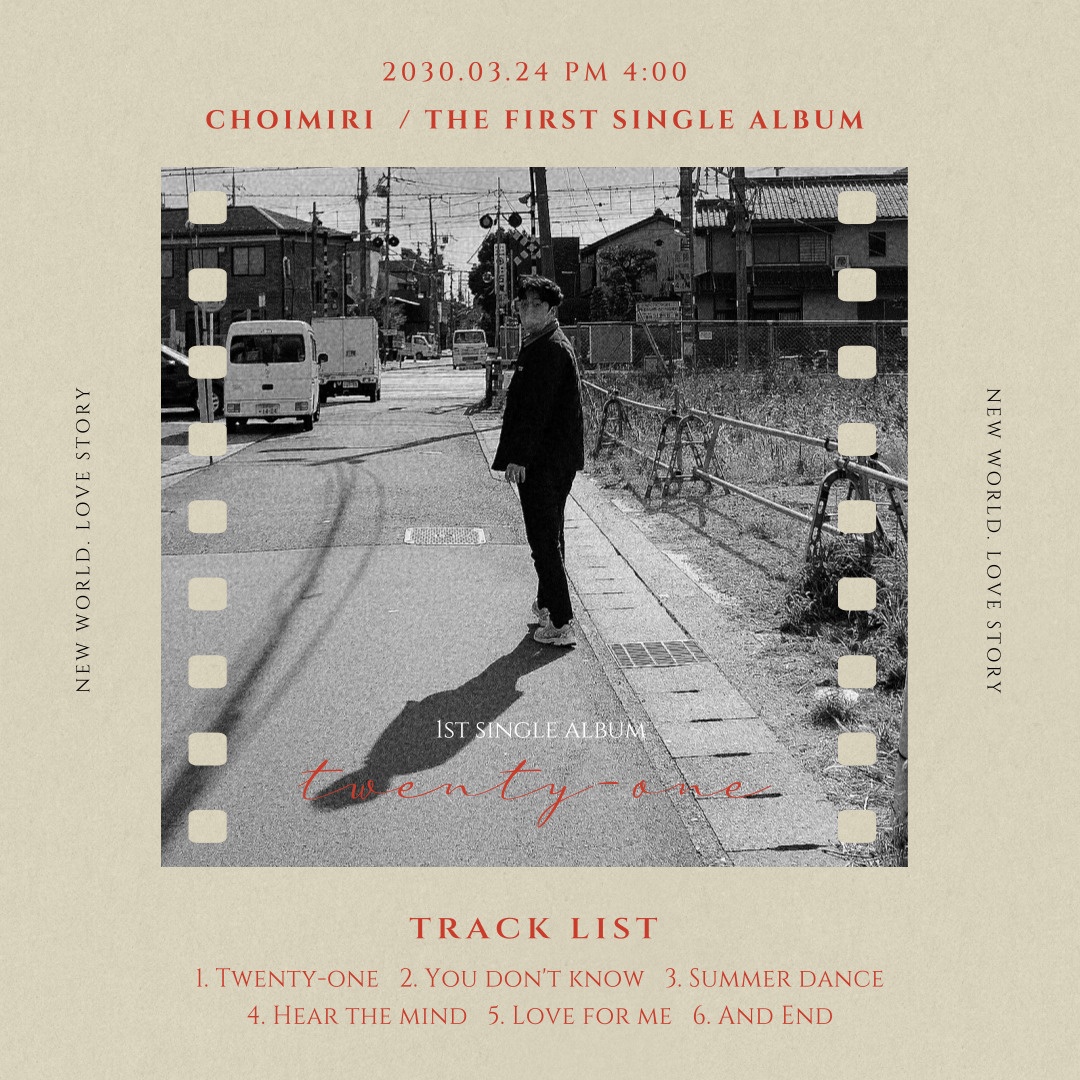 2030.03.24 PM 4:00
CHOIMIRI / THE FIRST SINGLE ALBUM
NEW WORLD. LOVE STORY
NEW WORLD. LOVE STORY
1ST SINGLE ALBUM
twenty-one
TRACK LIST
1. TWENTY-ONE 2. YOU DON'T KNOW 3. SUMMER DANCE
4. HEAR THE MIND 5. LOVE FOR ME 6. AND END